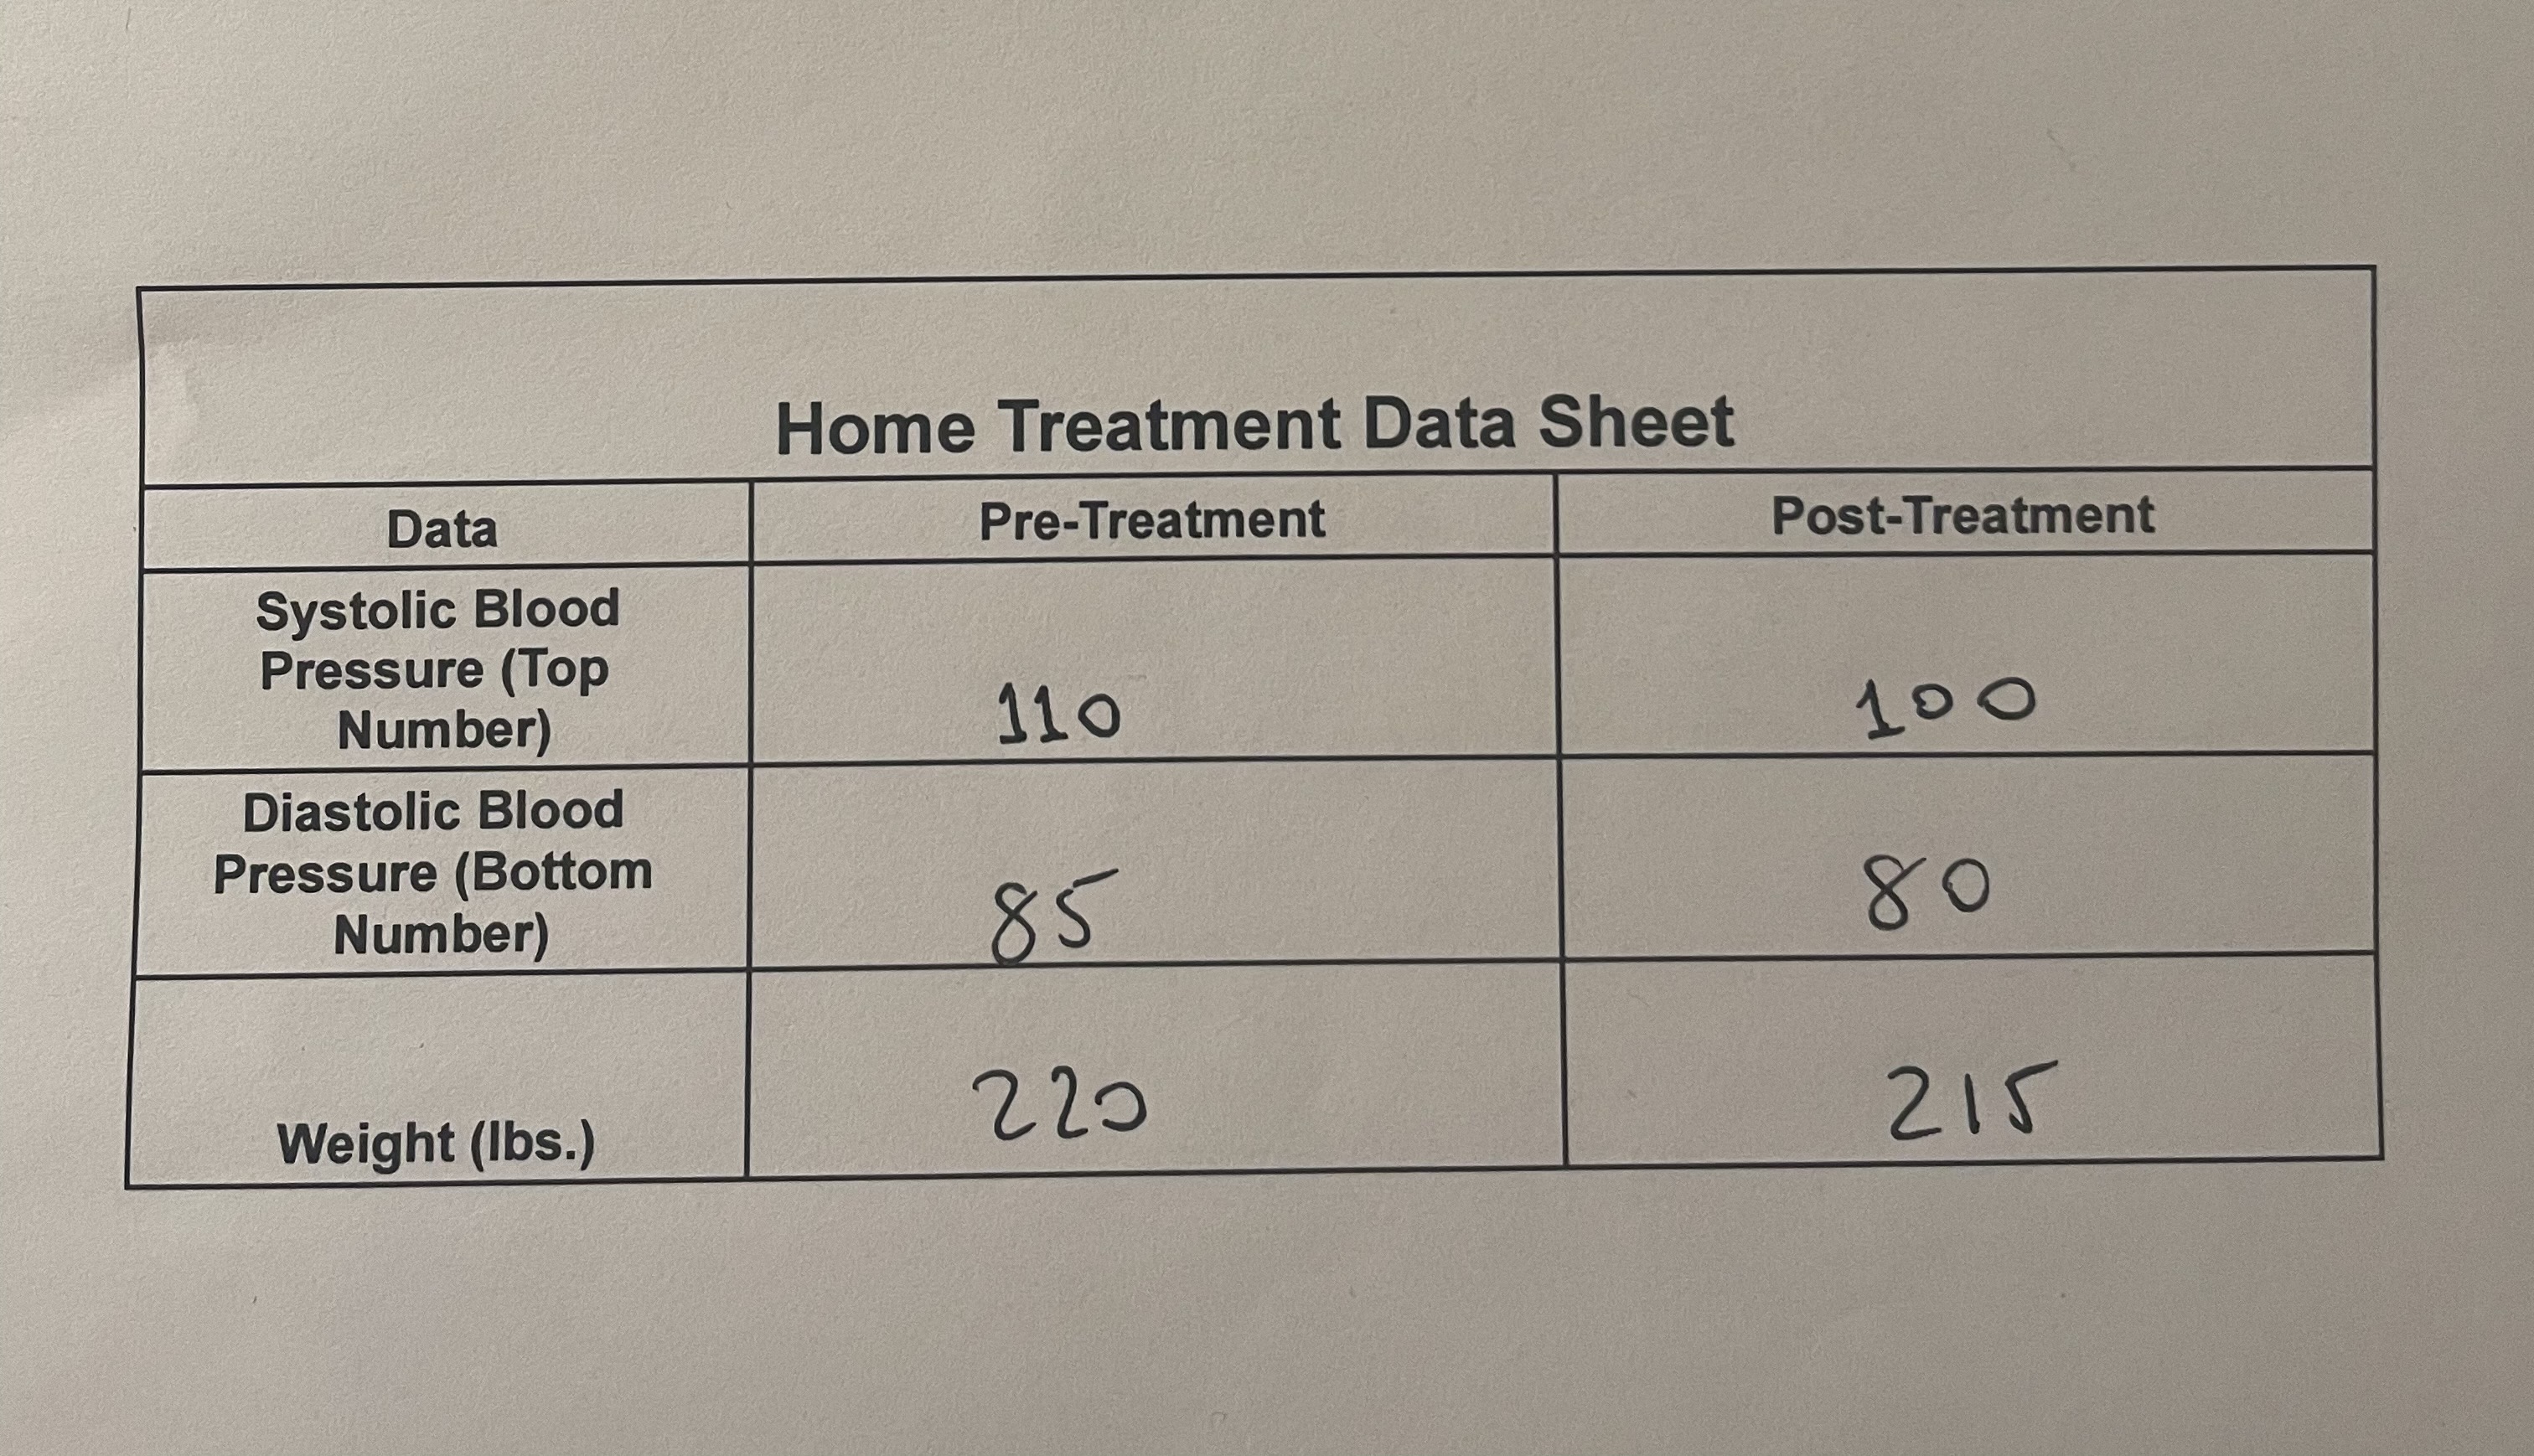 Home Treatment Data Sheet
Data Pre-Treatment Post-Treatment
Systolic Blood
Pressure (Top
Number) 110 100
Diastolic Blood
Pressure (Bottom
Number) 85 80
Weight (lbs.) 220 215